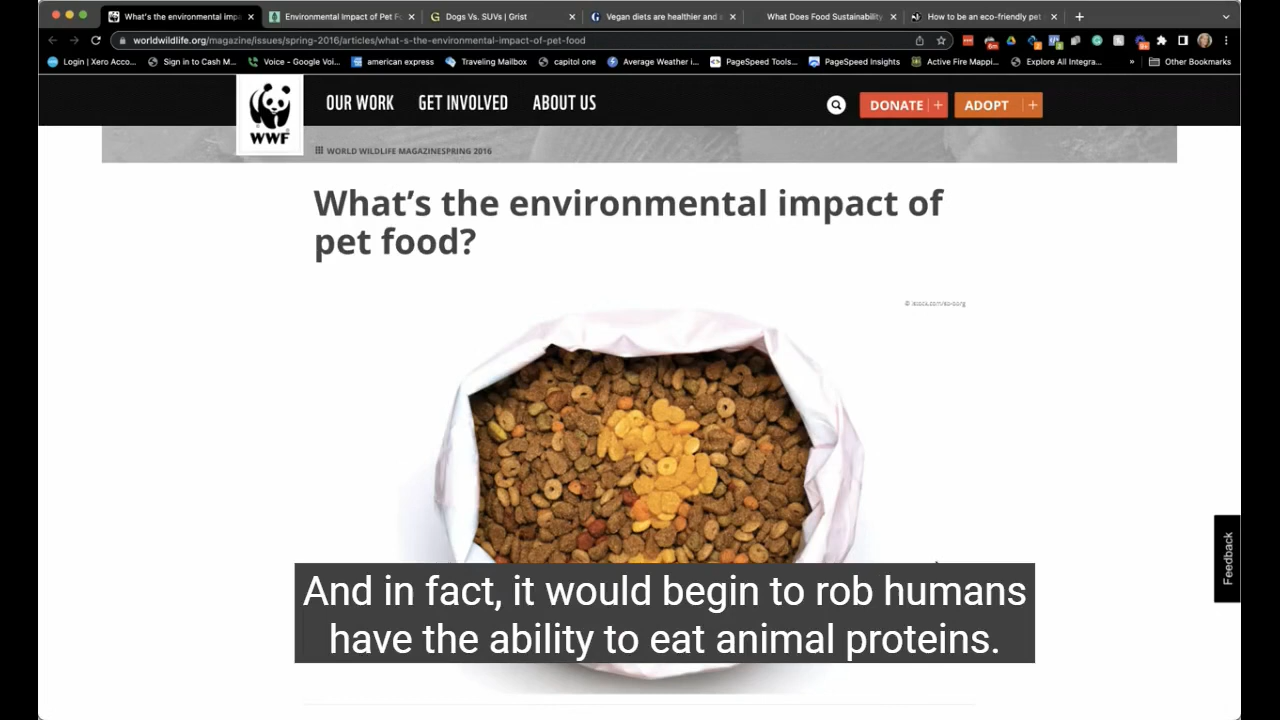 What's the environmental impa
Environmental Impact of Pet Fo
Dogs Vs. SUVs | Grist
Vegan diets are healthier and s
What Does Food Sustainability
How to be an eco-friendly pet
worldwildlife.org/magazine/issues/spring-2016/articles/what-s-the-environmental-impact-of-pet-food
Login | Xero Acco...
Sign in to Cash M...
Voice - Google Voi...
american express
Traveling Mailbox
capitol one
Average Weather i...
PageSpeed Tools...
PageSpeed Insights
Active Fire Mappi...
Explore All Integra...
»
Other Bookmarks
WWF
OUR WORK
GET INVOLVED
ABOUT US
DONATE +
ADOPT +
WORLD WILDLIFE MAGAZINE SPRING 2016
What's the environmental impact of
pet food?
Feedback
And in fact, it would begin to rob humans
have the ability to eat animal proteins.